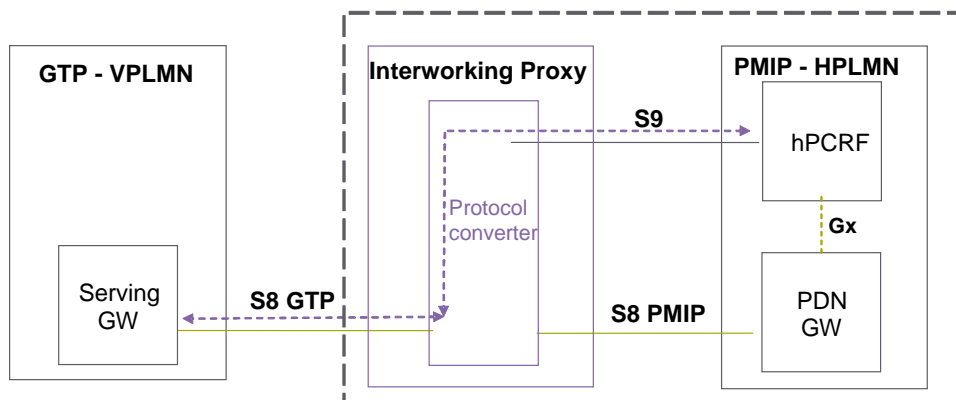 GTP - VPLMN
Interworking Proxy
PMIP - HPLMN
S9
hPCRF
Protocol
converter
Gx
Serving
GW
S8 GTP
S8 PMIP
PDN
GW